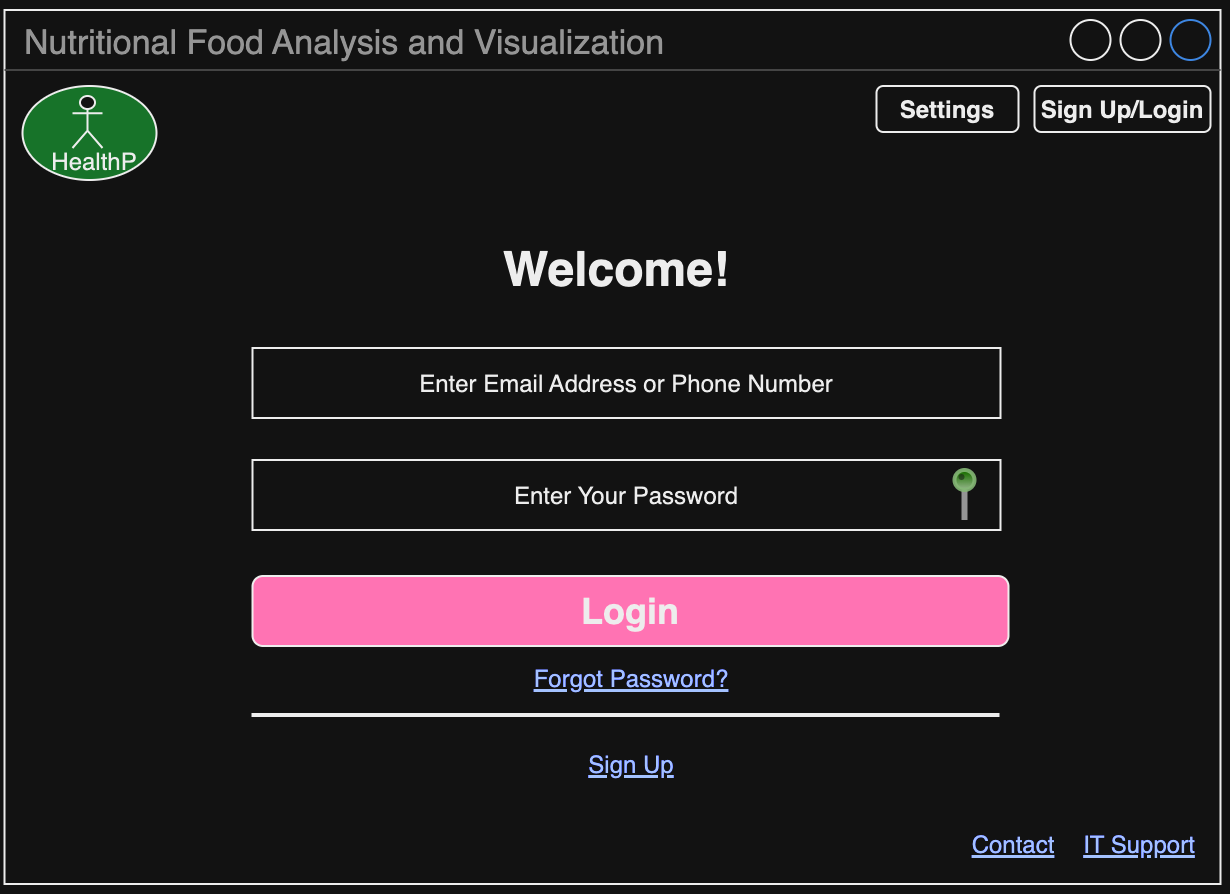 Nutritional Food Analysis and Visualization
HealthP
Settings
Sign Up/Login
Welcome!
Enter Email Address or Phone Number
Enter Your Password
Login
Forgot Password?
Sign Up
Contact
IT Support